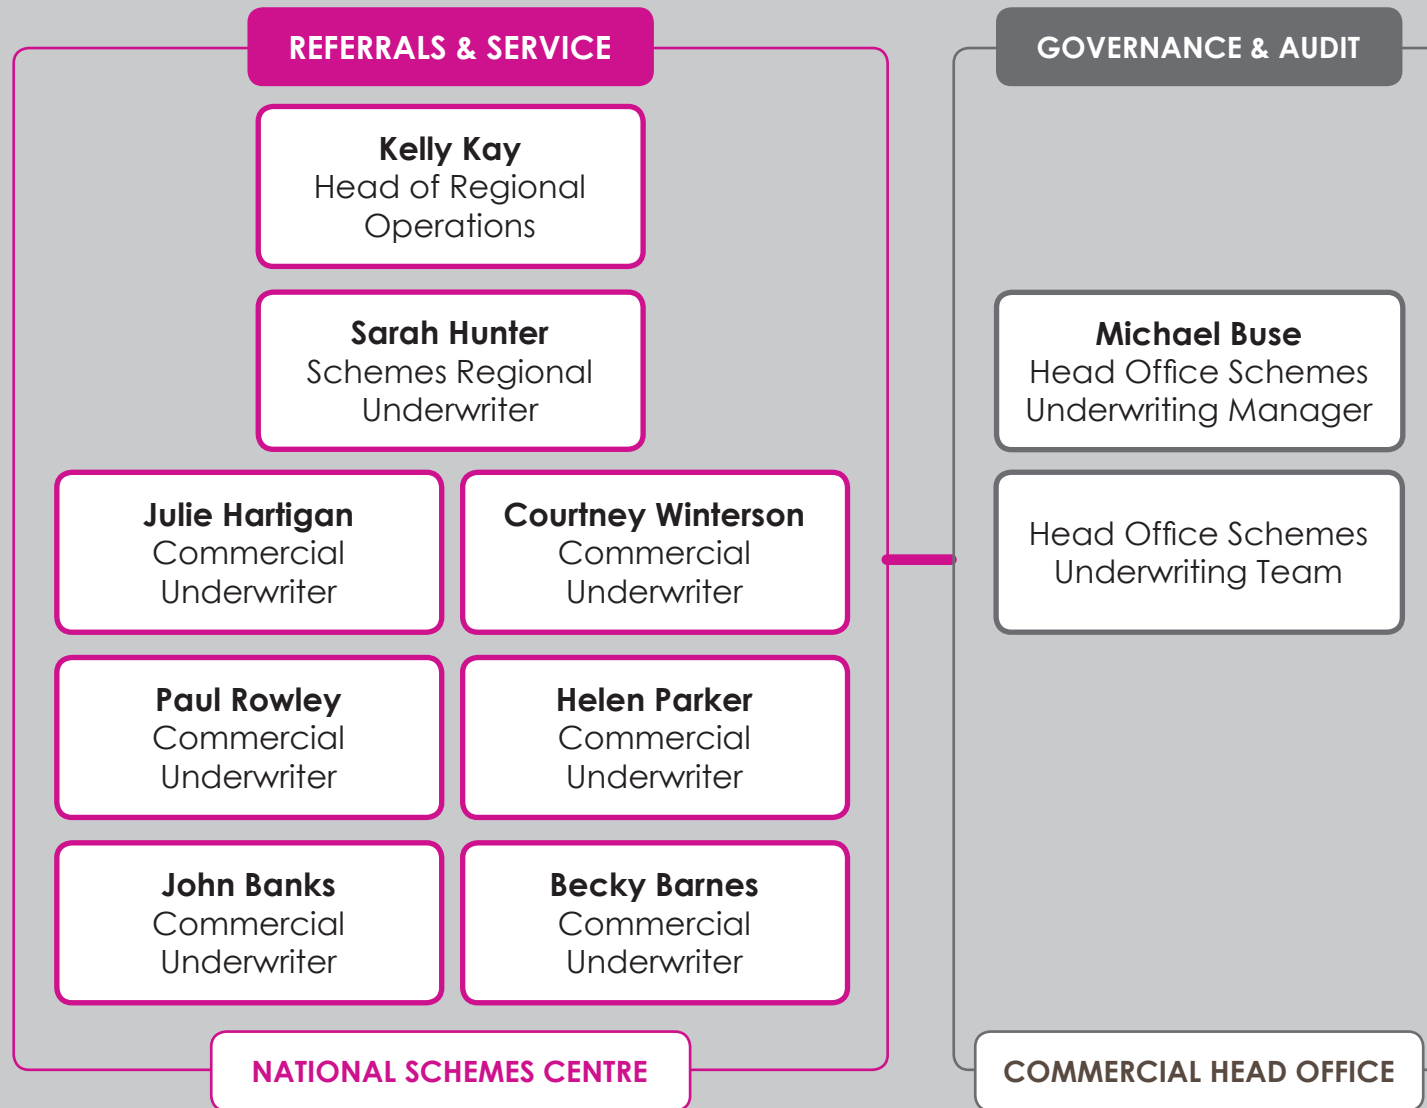 REFERRALS & SERVICE
Kelly Kay
Head of Regional
Operations
Sarah Hunter
Schemes Regional
Underwriter
Julie Hartigan
Commercial
Underwriter
Courtney Winterson
Commercial
Underwriter
Paul Rowley
Commercial
Underwriter
Helen Parker
Commercial
Underwriter
John Banks
Commercial
Underwriter
Becky Barnes
Commercial
Underwriter
NATIONAL SCHEMES CENTRE
GOVERNANCE & AUDIT
Michael Buse
Head Office Schemes
Underwriting Manager
Head Office Schemes
Underwriting Team
COMMERCIAL HEAD OFFICE